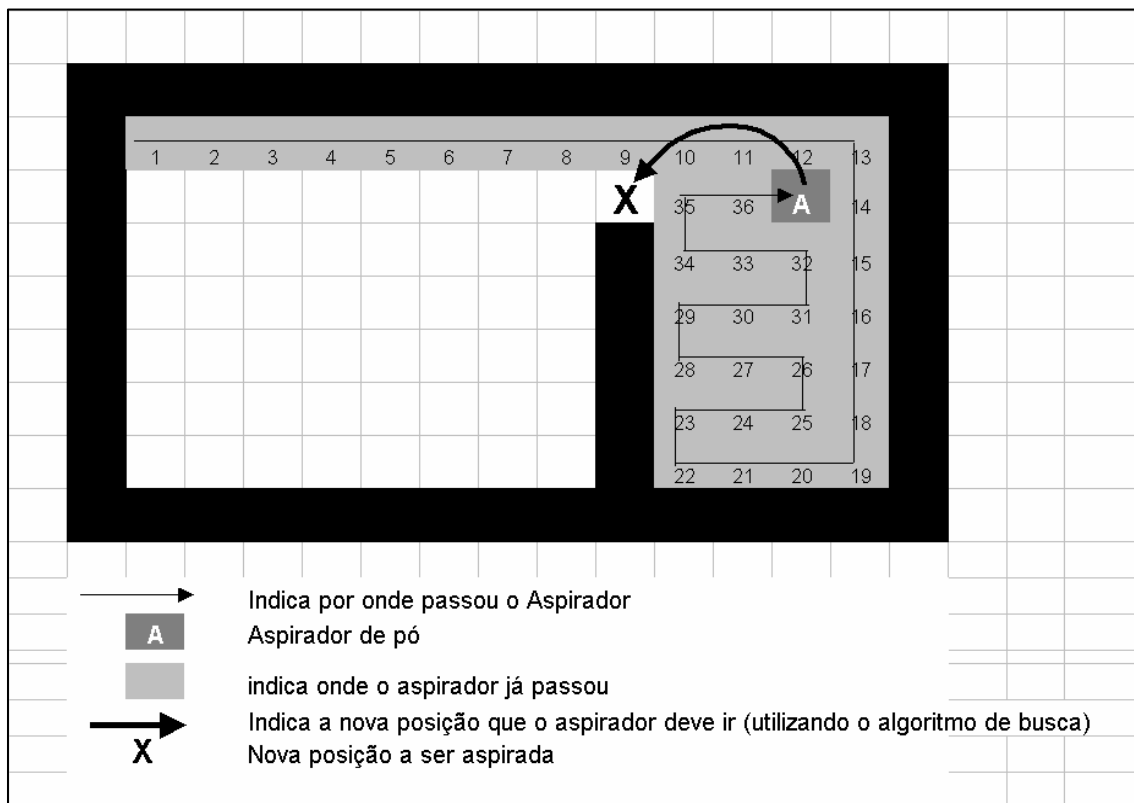 1 2 3 4 5 6 7 8 9 10 11 12 13
X 35 36 A 14
34 33 32 15
29 30 31 16
28 27 26 17
23 24 25 18
22 21 20 19
Indica por onde passou o Aspirador
A Aspirador de pó
indica onde o aspirador já passou
Indica a nova posição que o aspirador deve ir (utilizando o algoritmo de busca)
X Nova posição a ser aspirada